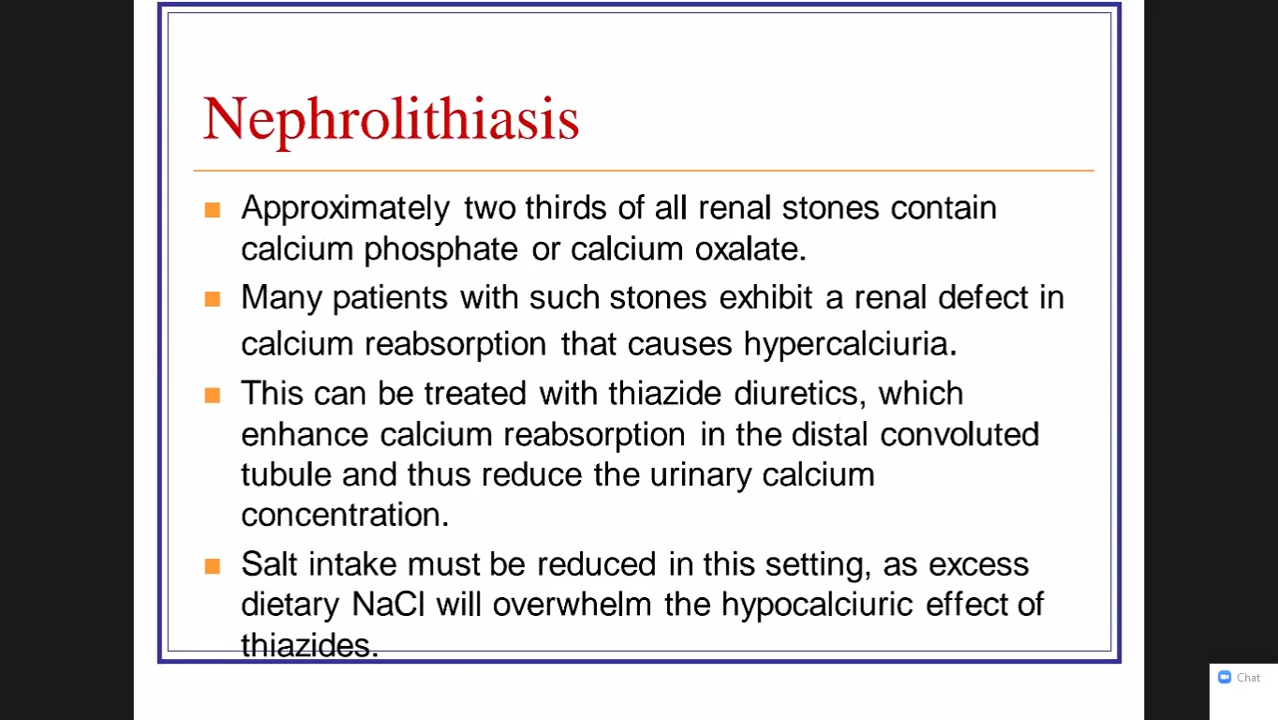 Nephrolithiasis
Approximately two thirds of all renal stones contain
calcium phosphate or calcium oxalate.
Many patients with such stones exhibit a renal defect in
calcium reabsorption that causes hypercalciuria.
This can be treated with thiazide diuretics, which
enhance calcium reabsorption in the distal convoluted
tubule and thus reduce the urinary calcium
concentration.
Salt intake must be reduced in this setting, as excess
dietary NaCl will overwhelm the hypocalciuric effect of
thiazides.
Chat